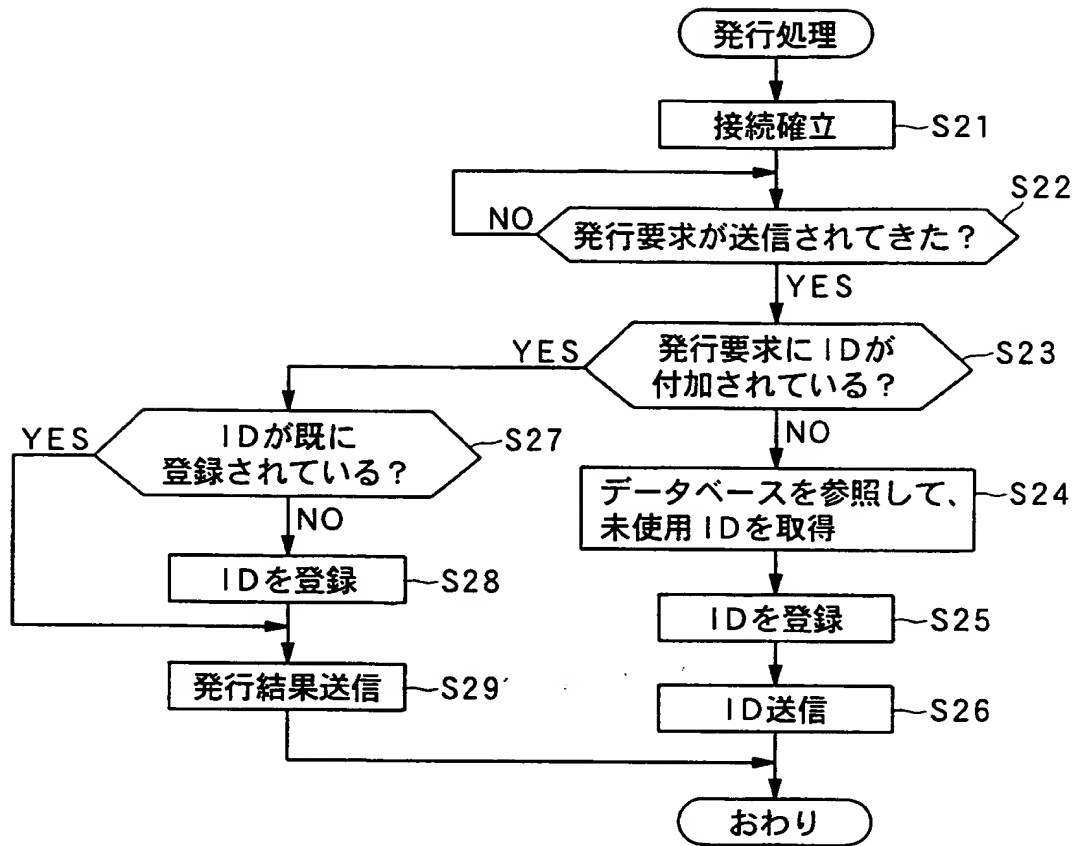 発行処理
接続確立
S21
S22
NO
発行要求が送信されてきた?
YES
発行要求にIDが
付加されている?
S23
YES
NO
YES
IDが既に
登録されている?
S27
NO
データベースを参照して、
未使用IDを取得
S24
IDを登録
S28
IDを登録
S25
発行結果送信
S29
ID送信
S26
おわり